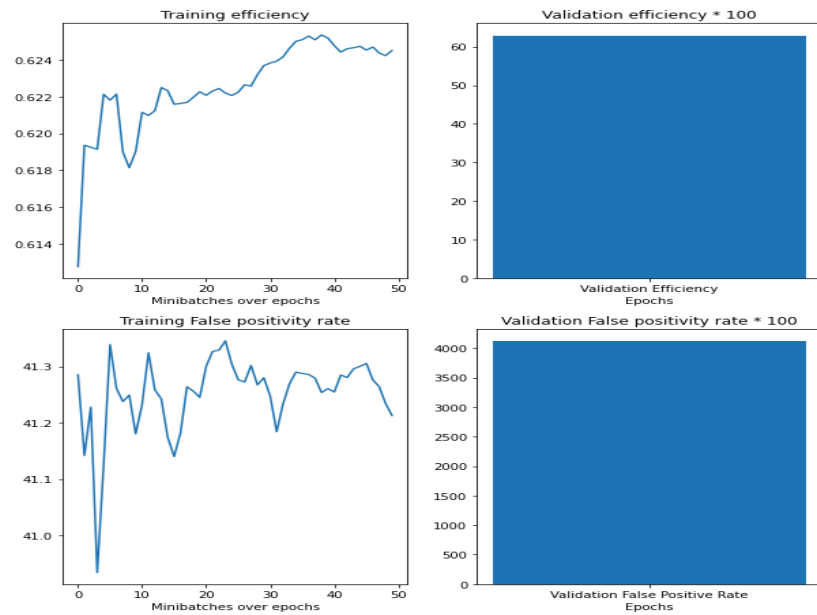 Training efficiency
0.624
0.622
0.620
0.618
0.616
0.614
0 10 20 30 40 50
Minibatches over epochs
Validation efficiency * 100
60
50
40
30
20
10
0
Validation Efficiency
Epochs
Training False positivity rate
41.3
41.2
41.1
41.0
0 10 20 30 40 50
Minibatches over epochs
Validation False positivity rate * 100
4000
3500
3000
2500
2000
1500
1000
500
0
Validation False Positive Rate
Epochs